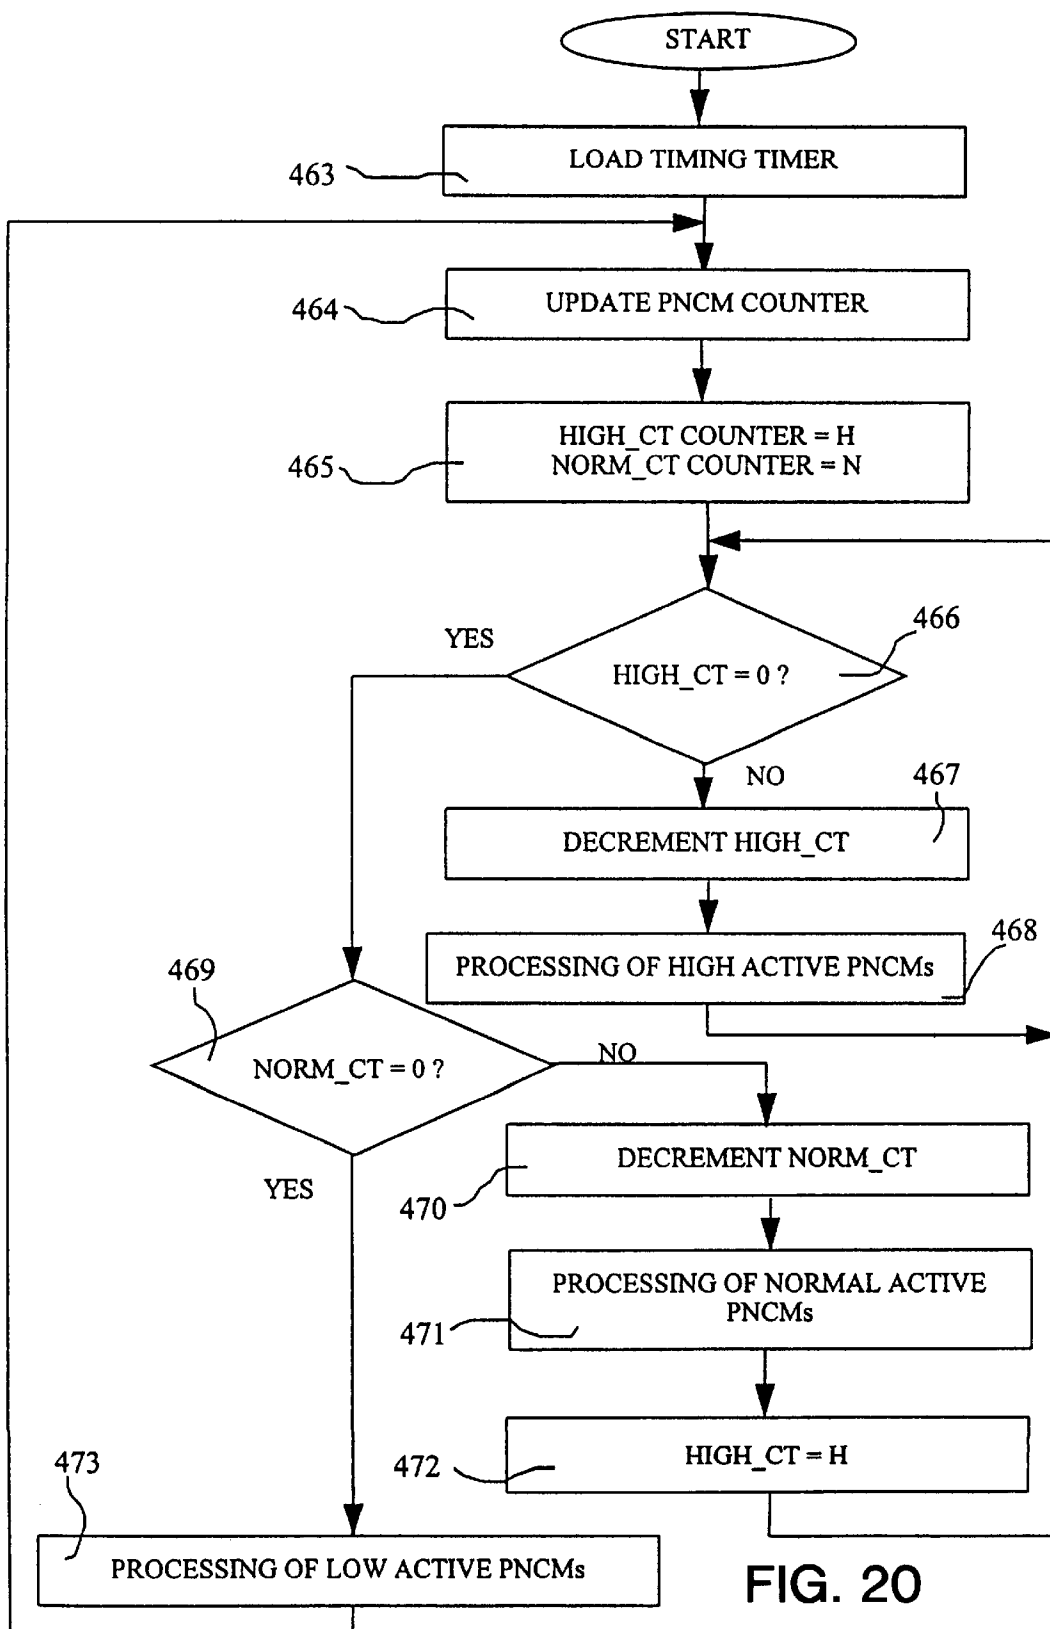 START
LOAD TIMING TIMER
463
UPDATE PNCM COUNTER
464
HIGH_CT COUNTER = H
NORM_CT COUNTER = N
465
466
YES
HIGH_CT = 0 ?
NO
467
DECREMENT HIGH_CT
468
PROCESSING OF HIGH ACTIVE PNCMs
469
NO
NORM_CT = 0 ?
DECREMENT NORM_CT
YES
470
PROCESSING OF NORMAL ACTIVE
PNCMs
471
HIGH_CT = H
472
473
PROCESSING OF LOW ACTIVE PNCMs
FIG. 20